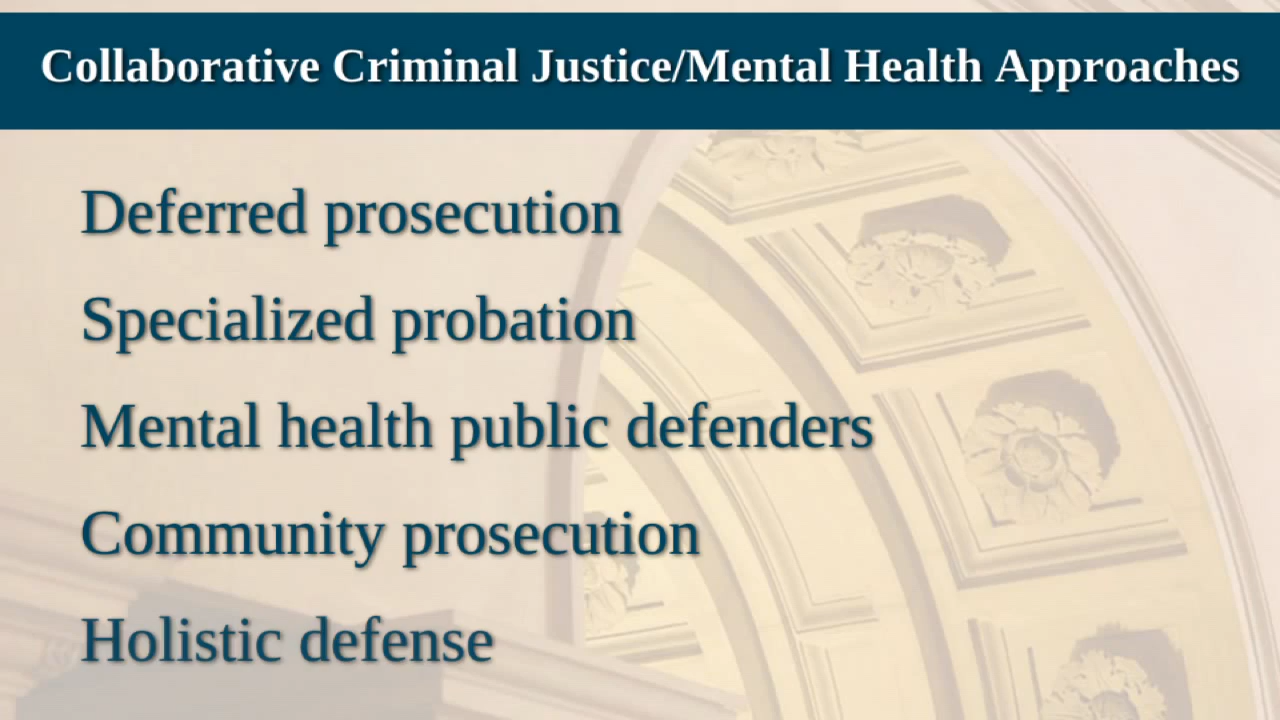 Collaborative Criminal Justice/Mental Health Approaches
Deferred prosecution
Specialized probation
Mental health public defenders
Community prosecution
Holistic defense